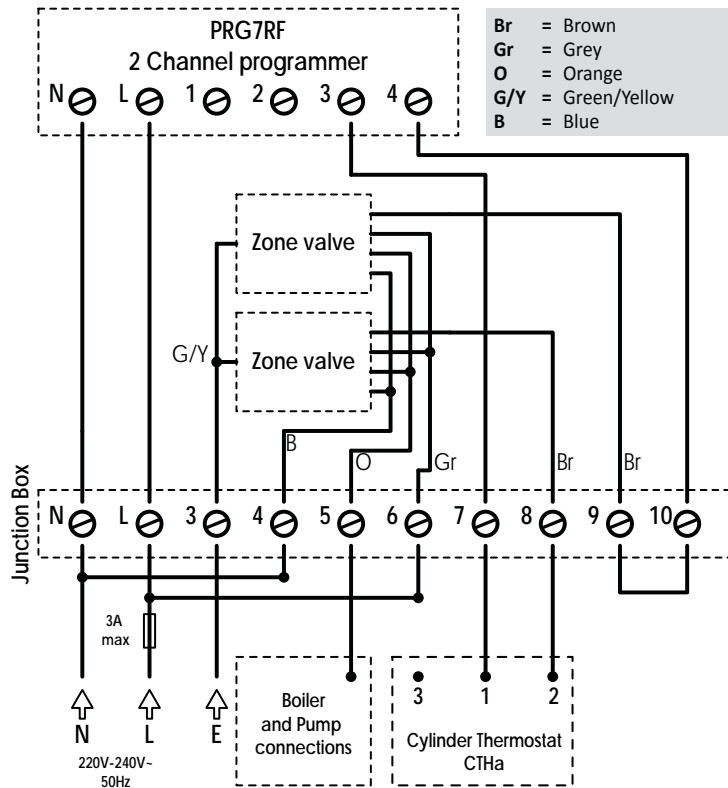 PRG7RF
2 Channel programmer
N L 1 2 3 4
Br = Brown
Gr = Grey
O = Orange
G/Y = Green/Yellow
B = Blue
Zone valve
Zone valve
G/Y
B
O
Gr
Br
Br
Junction Box
N L 3 4 5 6 7 8 9 10
3A
max
N L E
220V-240V~
50Hz
Boiler
and Pump
connections
3 1 2
Cylinder Thermostat
CTHa